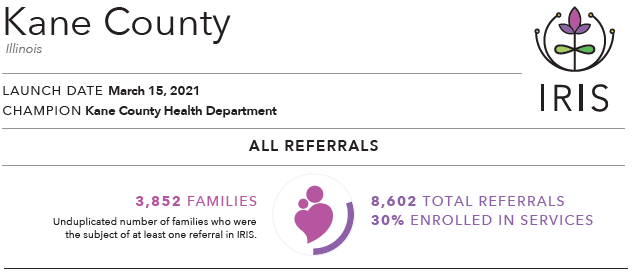 Kane County
Illinois
LAUNCH DATE March 15, 2021
CHAMPION Kane County Health Department
IRIS
ALL REFERRALS
3,852 FAMILIES
Unduplicated number of families who were
the subject of at least one referral in IRIS.
8,602 TOTAL REFERRALS
30% ENROLLED IN SERVICES